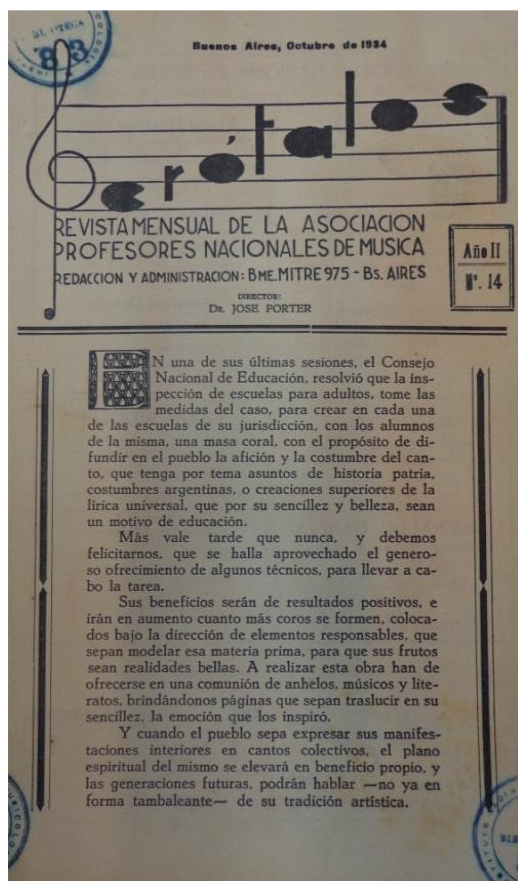 83
Buenos Aires, Octubre de 1934
Crótalos
REVISTA MENSUAL DE LA ASOCIACION
PROFESORES NACIONALES DE MUSICA
REDACCION Y ADMINISTRACION: BME. MITRE 975 - BS. AIRES
DIRECTOR:
DR. JOSE PORTER
Año II
Nº. 14
EN una de sus últimas sesiones, el Consejo
Nacional de Educación, resolvió que la ins-
pección de escuelas para adultos, tome las
medidas del caso, para crear en cada una
de las escuelas de su jurisdicción, con los alumnos
de la misma, una masa coral, con el propósito de di-
fundir en el pueblo la afición y la costumbre del can-
to, que tenga por tema asuntos de historia patria,
costumbres argentinas, o creaciones superiores de la
lírica universal, que por su sencillez y belleza, sean
un motivo de educación.
Más vale tarde que nunca, y debemos
felicitarnos, que se halla aprovechado el genero-
so ofrecimiento de algunos técnicos, para llevar a ca-
bo la tarea.
Sus beneficios serán de resultados positivos, e
irán en aumento cuanto más coros se formen, coloca-
dos bajo la dirección de elementos responsables, que
sepan modelar esa materia prima, para que sus frutos
sean realidades bellas. A realizar esta obra han de
ofrecerse en una comunión de anhelos, músicos y lite-
ratos, brindándonos páginas que sepan traslucir en su
sencillez, la emoción que los inspiró.
Y cuando el pueblo sepa expresar sus manifes-
taciones interiores en cantos colectivos, el plano
espiritual del mismo se elevará en beneficio propio, y
las generaciones futuras, podrán hablar —no ya en
forma tambaleante— de su tradición artística.